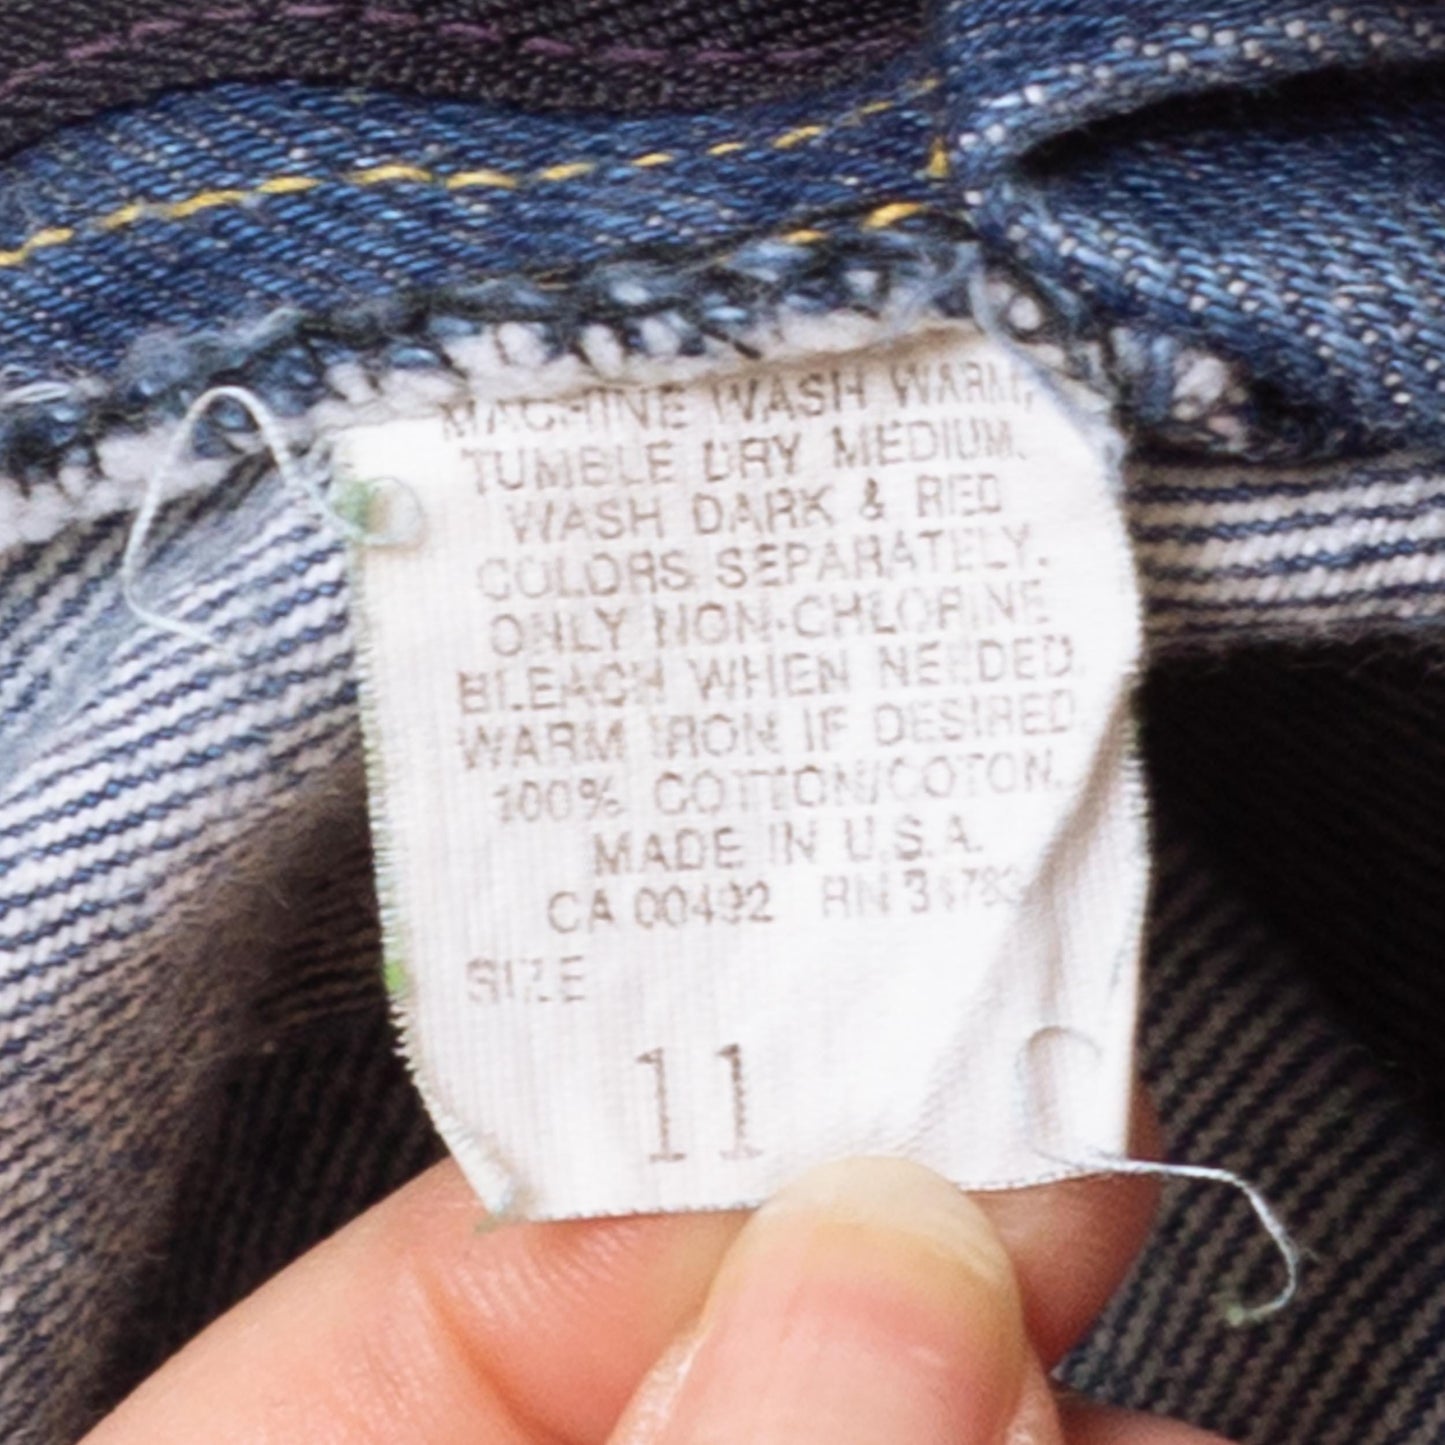 MACHINE WASH WARM,
TUMBLE DRY MEDIUM.
WASH DARK & RED
COLORS SEPARATELY.
ONLY NON-CHLORINE
BLEACH WHEN NEEDED.
WARM IRON IF DESIRED
100% COTTON/COTON.
MADE IN U.S.A.
CA 00492 RN
SIZE
11